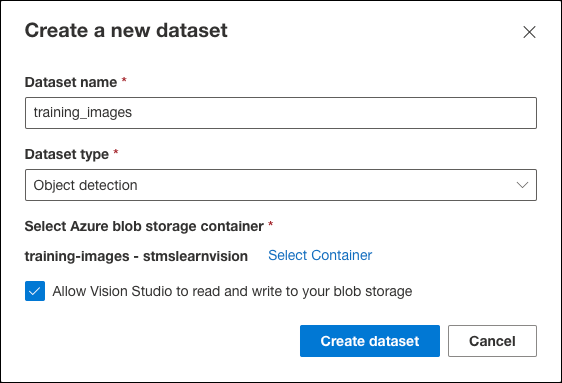 Create a new dataset
Dataset name *
training_images
Dataset type *
Object detection
Select Azure blob storage container *
training-images - stmslearnvision Select Container
Allow Vision Studio to read and write to your blob storage
Create dataset Cancel